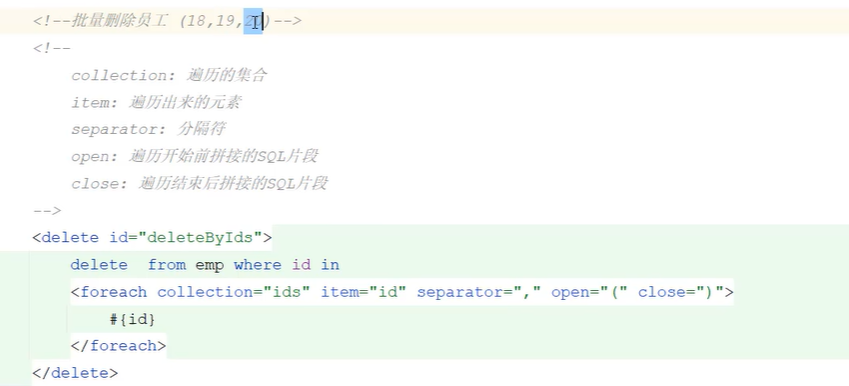 <!--批量删除员工 (18,19,2)-->
<!--
collection: 遍历的集合
item: 遍历出来的元素
separator: 分隔符
open: 遍历开始前拼接的SQL片段
close: 遍历结束后拼接的SQL片段
-->
<delete id="deleteByIds">
delete  from emp where id in
<foreach collection="ids" item="id" separator="," open="(" close=")">
#{id}
</foreach>
</delete>